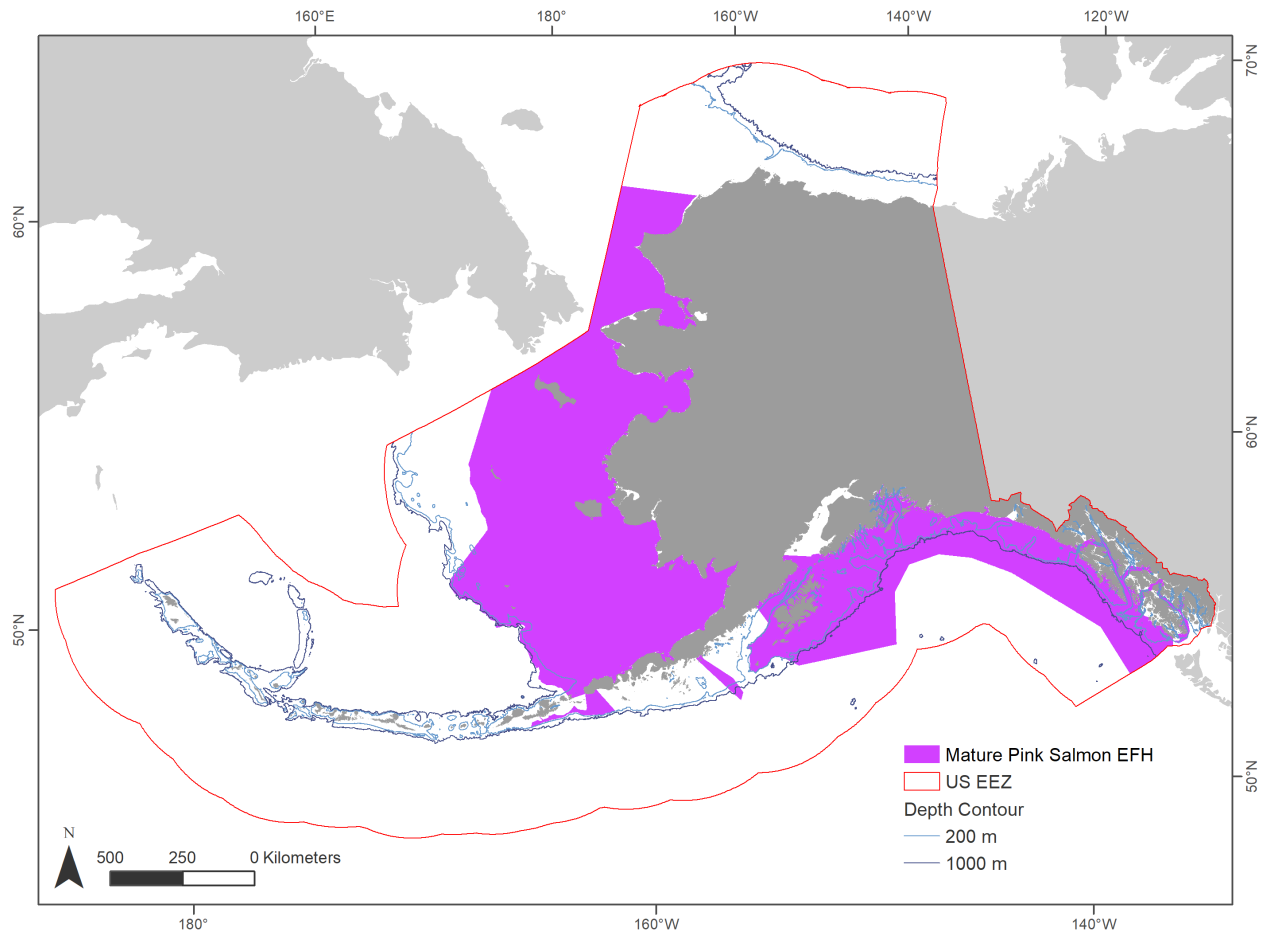 160°E 180° 160°W 140°W 120°W
70°N
60°N
60°N
50°N
50°N
Mature Pink Salmon EFH
US EEZ
Depth Contour
200 m
1000 m
N
500 250 0 Kilometers
180° 160°W 140°W